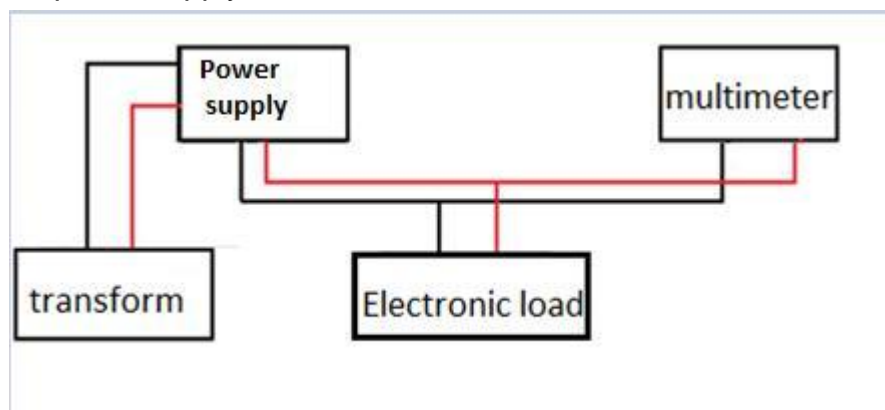 Power
supply
multimeter
transform
Electronic load